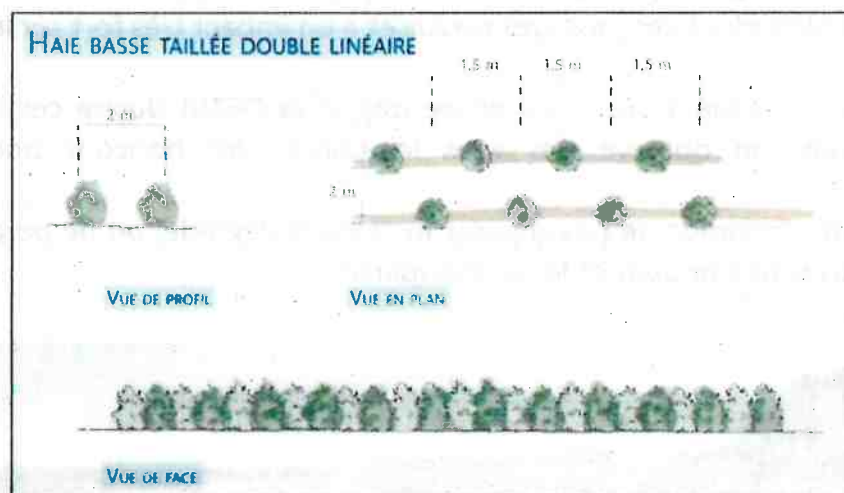 HAIE BASSE TAILLÉE DOUBLE LINÉAIRE
1,5 m 1,5 m 1,5 m
2 m
2 m
VUE DE PROFIL VUE EN PLAN
VUE DE FACE